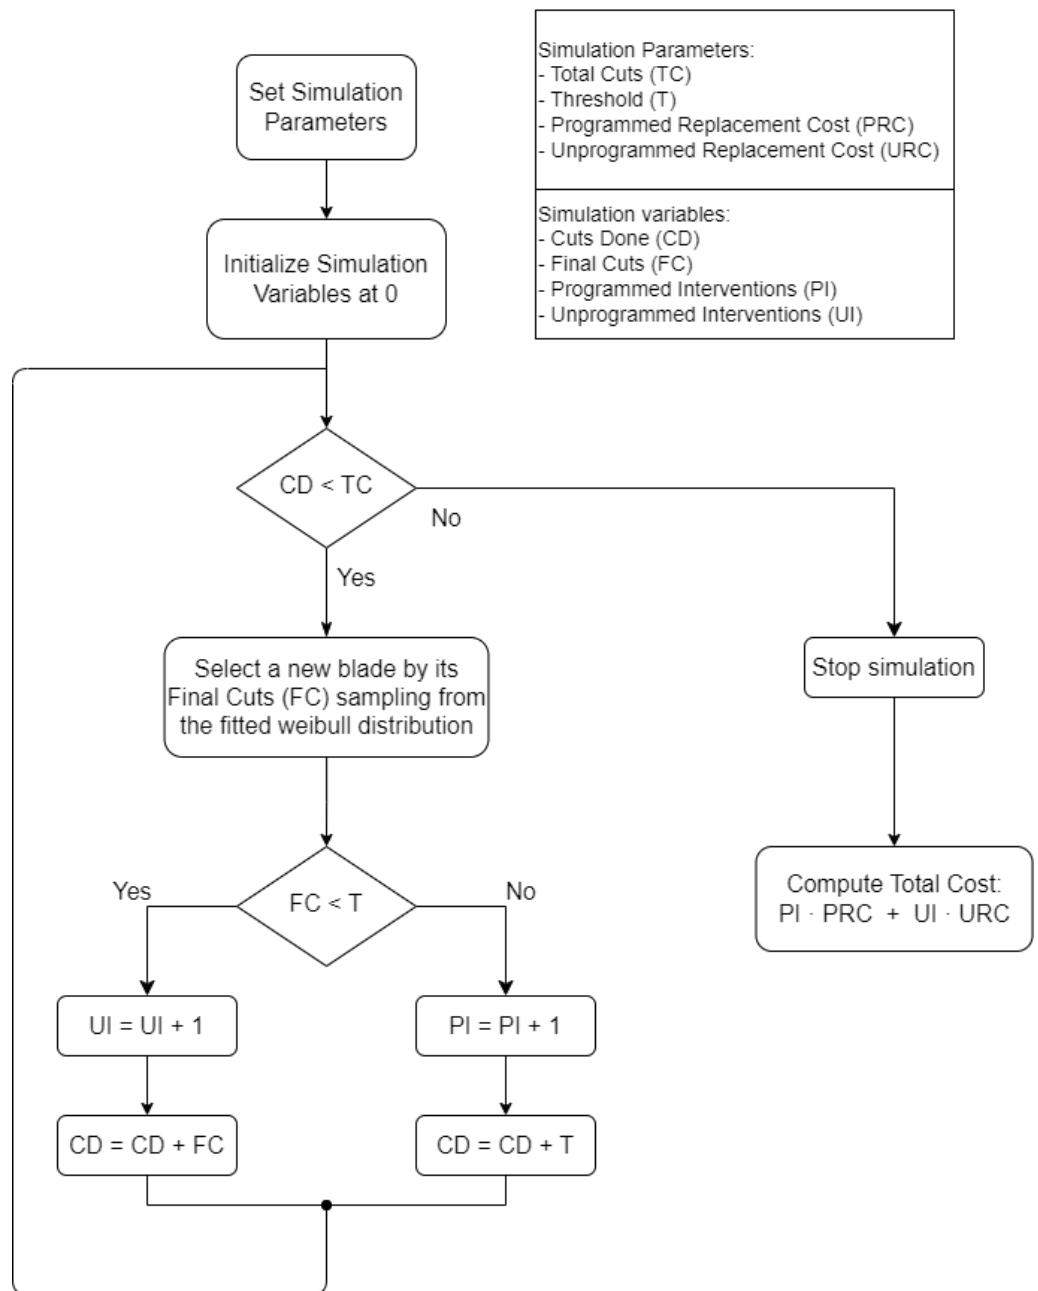 Set Simulation
Parameters
Simulation Parameters:
- Total Cuts (TC)
- Threshold (T)
- Programmed Replacement Cost (PRC)
- Unprogrammed Replacement Cost (URC)
Simulation variables:
- Cuts Done (CD)
- Final Cuts (FC)
- Programmed Interventions (PI)
- Unprogrammed Interventions (UI)
Initialize Simulation
Variables at 0
CD < TC
No
Yes
Select a new blade by its
Final Cuts (FC) sampling from
the fitted weibull distribution
Stop simulation
Yes
FC < T
No
Compute Total Cost:
PI · PRC + UI · URC
UI = UI + 1
PI = PI + 1
CD = CD + FC
CD = CD + T